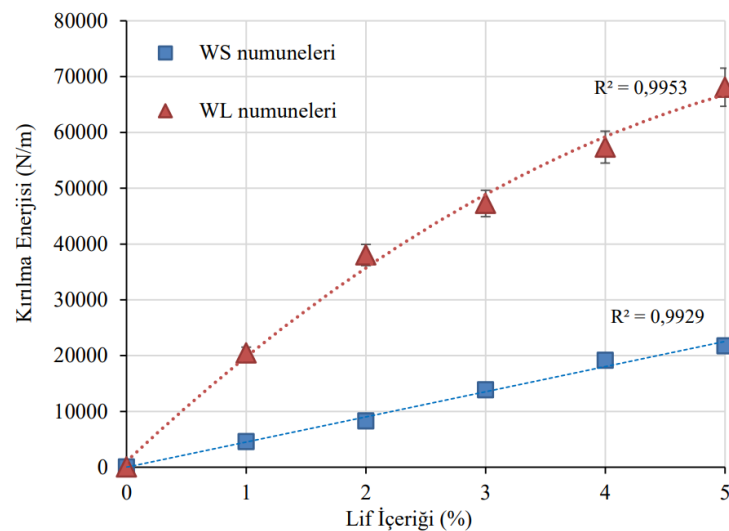 80000
70000
60000
50000
40000
30000
20000
10000
0
Kırılma Enerjisi (N/m)
WS numuneleri
WL numuneleri
R² = 0,9953
R² = 0,9929
0 1 2 3 4 5
Lif İçeriği (%)